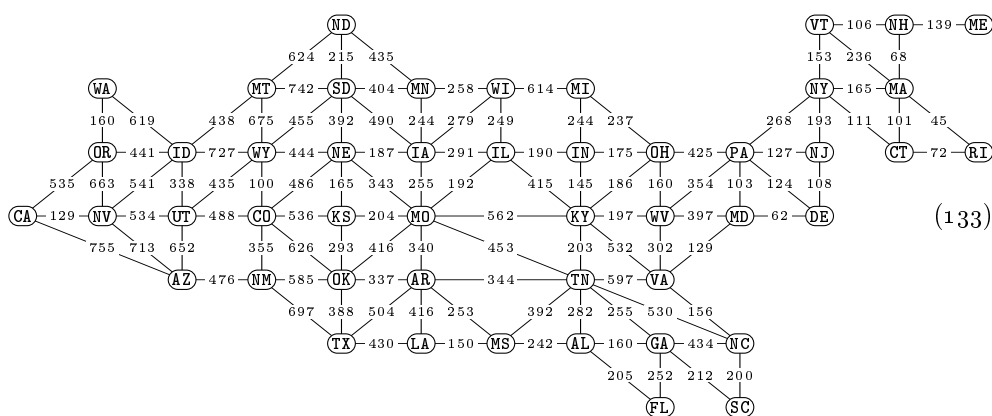 ND VT 106 NH 139 ME
624 215 435 153 236 68
WA MT 742 SD 404 MN 258 WI 614 MI NY 165 MA
160 619 438 675 455 392 490 244 279 249 244 237 268 193 111 101 45
OR 441 ID 727 WY 444 NE 187 IA 291 IL 190 IN 175 OH 425 PA 127 NJ CT 72 RI
535 663 541 338 435 100 486 165 343 255 192 415 145 186 160 354 103 124 108
CA 129 NV 534 UT 488 CO 536 KS 204 MO 562 KY 197 WV 397 MD 62 DE (133)
755 713 652 355 626 293 416 340 453 203 532 302 129
AZ 476 NM 585 OK 337 AR 344 TN 597 VA
697 388 504 416 253 392 282 255 530 156
TX 430 LA 150 MS 242 AL 160 GA 434 NC
205 252 212 200
FL SC